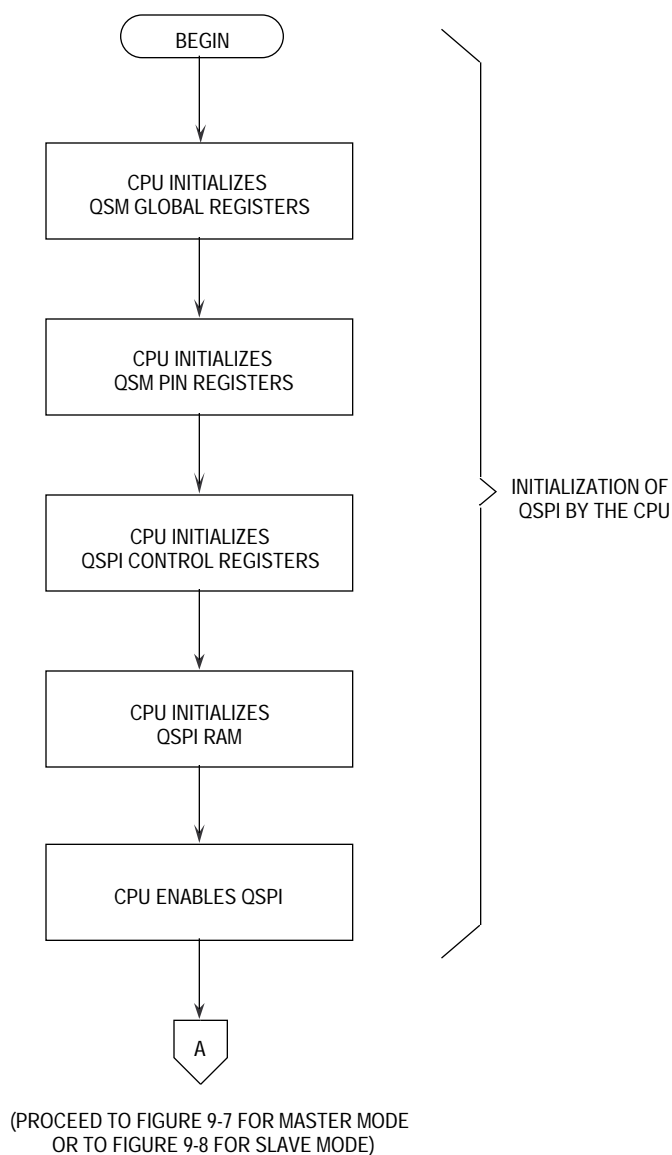 BEGIN
CPU INITIALIZES
QSM GLOBAL REGISTERS
CPU INITIALIZES
QSM PIN REGISTERS
CPU INITIALIZES
QSPI CONTROL REGISTERS
INITIALIZATION OF
QSPI BY THE CPU
CPU INITIALIZES
QSPI RAM
CPU ENABLES QSPI
A
(PROCEED TO FIGURE 9-7 FOR MASTER MODE
OR TO FIGURE 9-8 FOR SLAVE MODE)